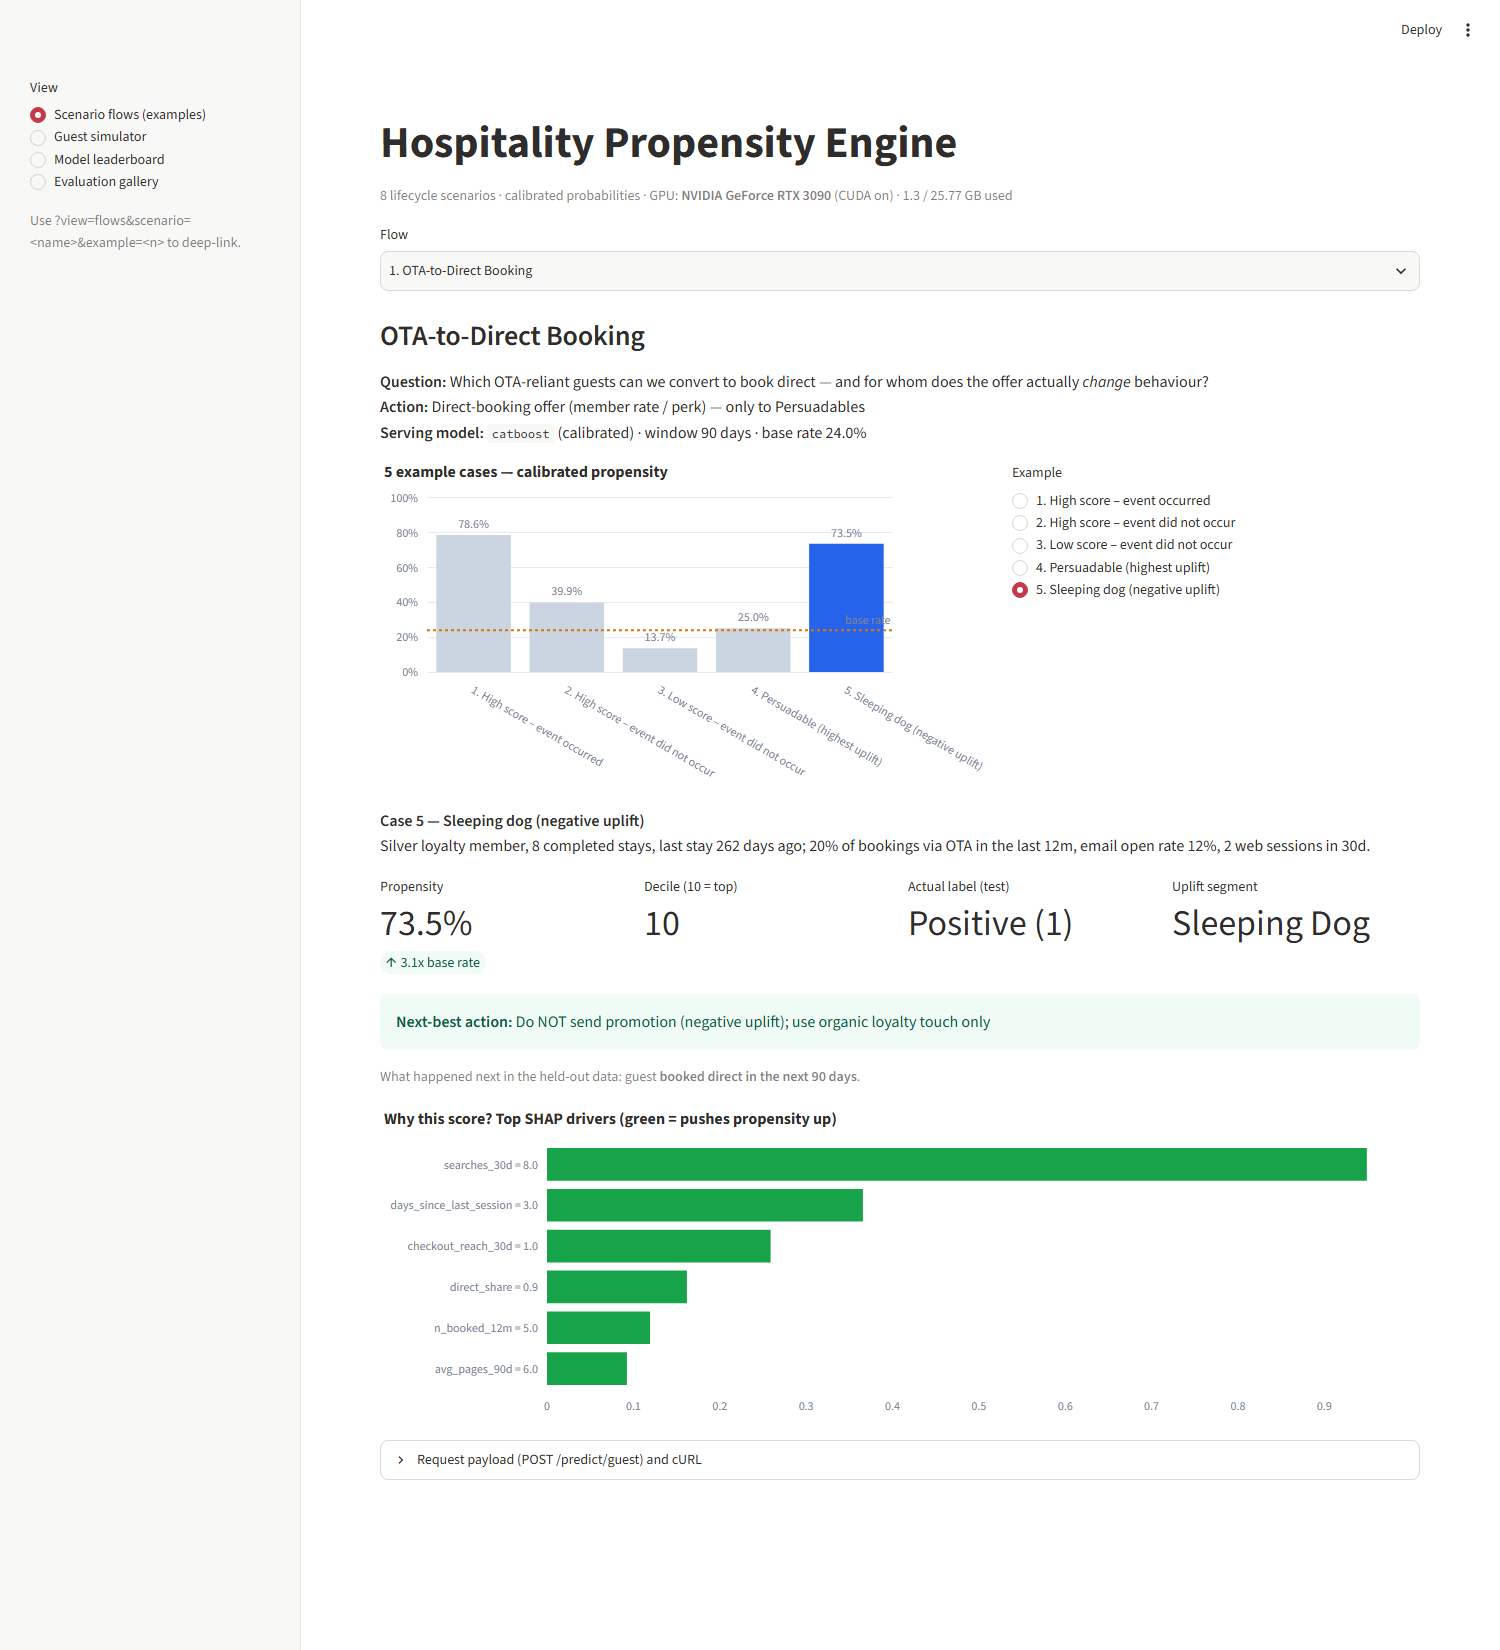 Deploy
View
Scenario flows (examples)
Guest simulator
Model leaderboard
Evaluation gallery
Use ?view=flows&scenario=
<name>&example=<n> to deep-link.
Hospitality Propensity Engine
8 lifecycle scenarios · calibrated probabilities · GPU: NVIDIA GeForce RTX 3090 (CUDA on) · 1.3 / 25.77 GB used
Flow
1. OTA-to-Direct Booking
OTA-to-Direct Booking
Question: Which OTA-reliant guests can we convert to book direct — and for whom does the offer actually change behaviour?
Action: Direct-booking offer (member rate / perk) — only to Persuadables
Serving model: catboost (calibrated) · window 90 days · base rate 24.0%
5 example cases — calibrated propensity
100%
80%
60%
40%
20%
0%
78.6%
39.9%
13.7%
25.0%
73.5%
base rate
1. High score – event occurred
2. High score – event did not occur
3. Low score – event did not occur
4. Persuadable (highest uplift)
5. Sleeping dog (negative uplift)
Example
1. High score – event occurred
2. High score – event did not occur
3. Low score – event did not occur
4. Persuadable (highest uplift)
5. Sleeping dog (negative uplift)
Case 5 — Sleeping dog (negative uplift)
Silver loyalty member, 8 completed stays, last stay 262 days ago; 20% of bookings via OTA in the last 12m, email open rate 12%, 2 web sessions in 30d.
Propensity
73.5%
↑ 3.1x base rate
Decile (10 = top)
10
Actual label (test)
Positive (1)
Uplift segment
Sleeping Dog
Next-best action: Do NOT send promotion (negative uplift); use organic loyalty touch only
What happened next in the held-out data: guest booked direct in the next 90 days.
Why this score? Top SHAP drivers (green = pushes propensity up)
searches_30d = 8.0
days_since_last_session = 3.0
checkout_reach_30d = 1.0
direct_share = 0.9
n_booked_12m = 5.0
avg_pages_90d = 6.0
0 0.1 0.2 0.3 0.4 0.5 0.6 0.7 0.8 0.9
Request payload (POST /predict/guest) and cURL